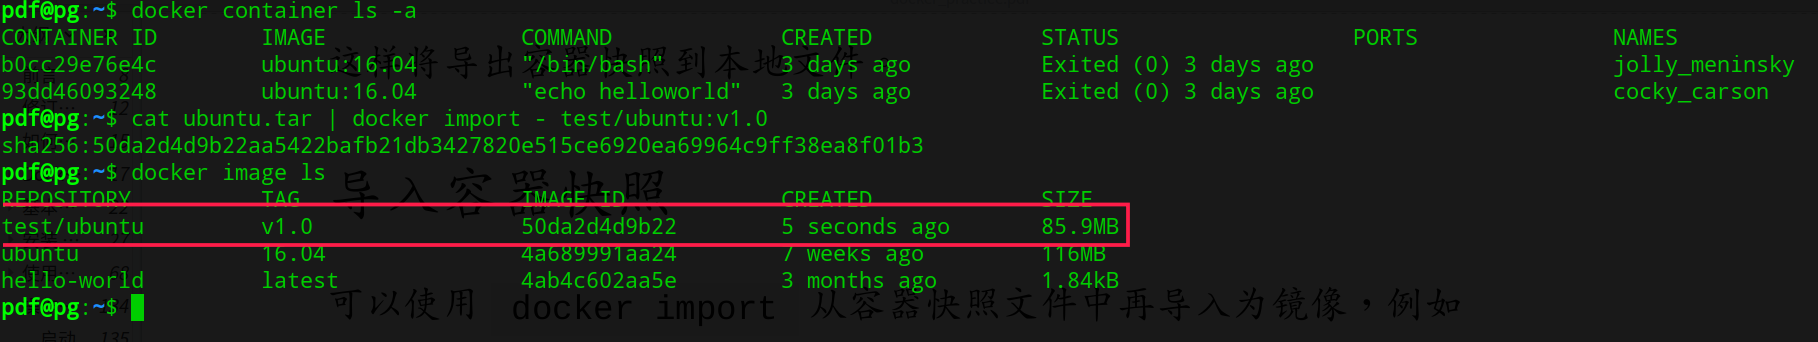 pdf@pg:~$ docker container ls -a
CONTAINER ID IMAGE COMMAND CREATED STATUS PORTS NAMES
这样将导出容器快照到本地文件
b0cc29e76e4c ubuntu:16.04 "/bin/bash" 3 days ago Exited (0) 3 days ago jolly_meninsky
93dd46093248 ubuntu:16.04 "echo helloworld" 3 days ago Exited (0) 3 days ago cocky_carson
pdf@pg:~$ cat ubuntu.tar | docker import - test/ubuntu:v1.0
sha256:50da2d4d9b22aa5422bafb21db3427820e515ce6920ea69964c9ff38ea8f01b3
pdf@pg:~$ docker image ls
导入容器快照
REPOSITORY TAG IMAGE ID CREATED SIZE
test/ubuntu v1.0 50da2d4d9b22 5 seconds ago 85.9MB
ubuntu 16.04 4a689991aa24 7 weeks ago 116MB
hello-world latest 4ab4c602aa5e 3 months ago 1.84kB
pdf@pg:~$
可以使用 docker import 从容器快照文件中再导入为镜像，例如
启动 135